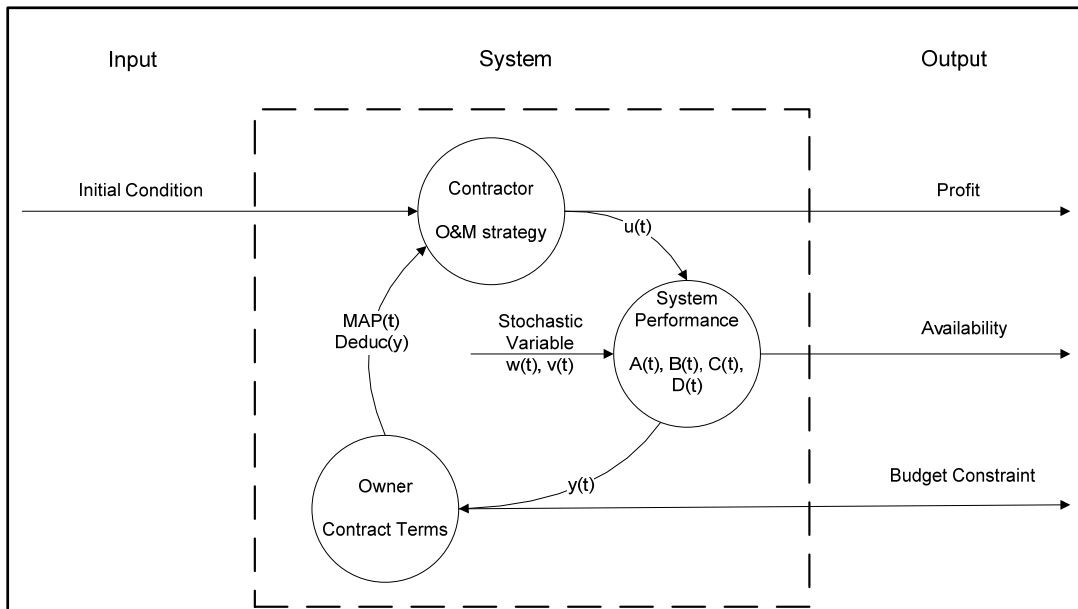 Input
System
Output
Initial Condition
Contractor
O&M strategy
Profit
u(t)
MAP(t)
Deduc(y)
Stochastic
Variable
w(t), v(t)
System
Performance
A(t), B(t), C(t),
D(t)
Availability
Owner
Contract Terms
y(t)
Budget Constraint